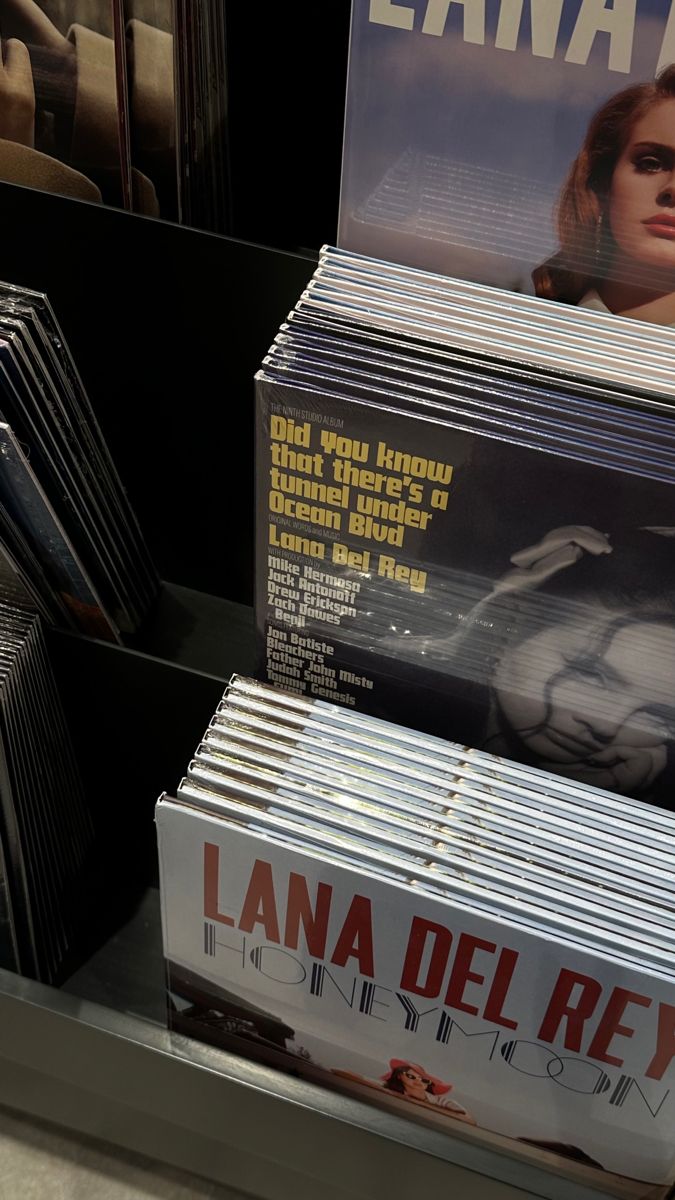 LANA
THE NINTH STUDIO ALBUM
Did you know
that there's a
tunnel under
Ocean Blvd
ORIGINAL WORDS and MUSIC
Lana Del Rey
WITH PRODUCTION by
Mike Hermosa
Jack Antonoff
Drew Erickson
Zach Dawes
Benji
Jon Batiste
Bleachers
Father John Misty
Judah Smith
Tommy Genesis
LANA DEL REY
HONEYMOON